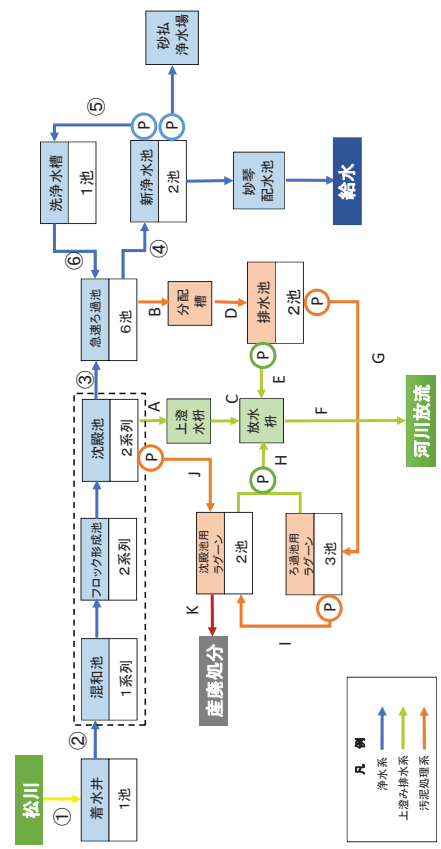 松川
①
着水井
1池
②
混和池
1系列
フロック形成池
2系列
沈殿池
2系列
③
急速ろ過池
6池
④
⑤
⑥
洗浄水槽
1池
新浄水池
2池
P
P
砂払
浄水場
妙琴
配水池
給水
A
上澄
水枡
B
分配
槽
C
D
排水池
2池
P
P
E
放水
枡
F
河川放流
G
P
H
P
J
沈殿池用
ラグーン
2池
ろ過池用
ラグーン
3池
P
I
K
産廃処分
凡 例
浄水系
上澄み排水系
汚泥処理系